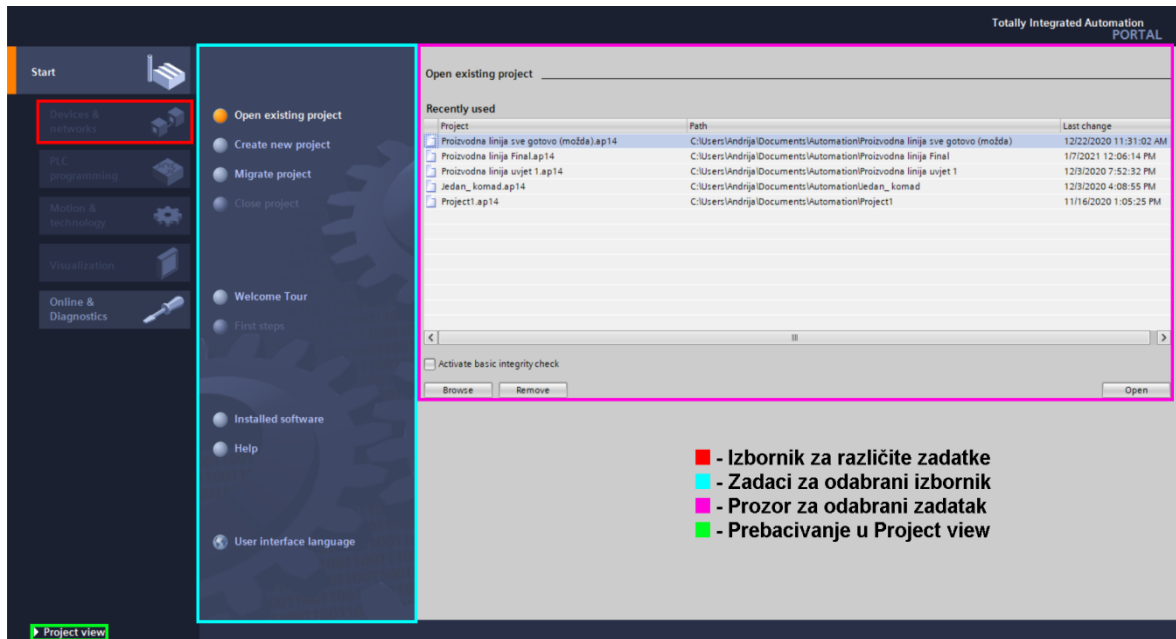 Totally Integrated Automation
PORTAL
Start
Devices &
networks
PLC
programming
Motion &
technology
Visualization
Online &
Diagnostics
Open existing project
Create new project
Migrate project
Close project
Welcome Tour
First steps
Installed software
Help
User interface language
Open existing project
Recently used
Project Path Last change
Proizvodna linija sve gotovo (možda).ap14 C:\Users\Andrija\Documents\Automation\Proizvodna linija sve gotovo (možda) 12/22/2020 11:31:02 AM
Proizvodna linija Final.ap14 C:\Users\Andrija\Documents\Automation\Proizvodna linija Final 1/7/2021 12:06:14 PM
Proizvodna linija uvjet 1.ap14 C:\Users\Andrija\Documents\Automation\Proizvodna linija uvjet 1 12/3/2020 7:52:32 PM
Jedan_ komad.ap14 C:\Users\Andrija\Documents\Automation\Jedan_ komad 12/3/2020 4:08:55 PM
Project1.ap14 C:\Users\Andrija\Documents\Automation\Project1 11/16/2020 1:05:25 PM
Activate basic integrity check
Browse Remove Open
- Izbornik za različite zadatke
- Zadaci za odabrani izbornik
- Prozor za odabrani zadatak
- Prebacivanje u Project view
Project view